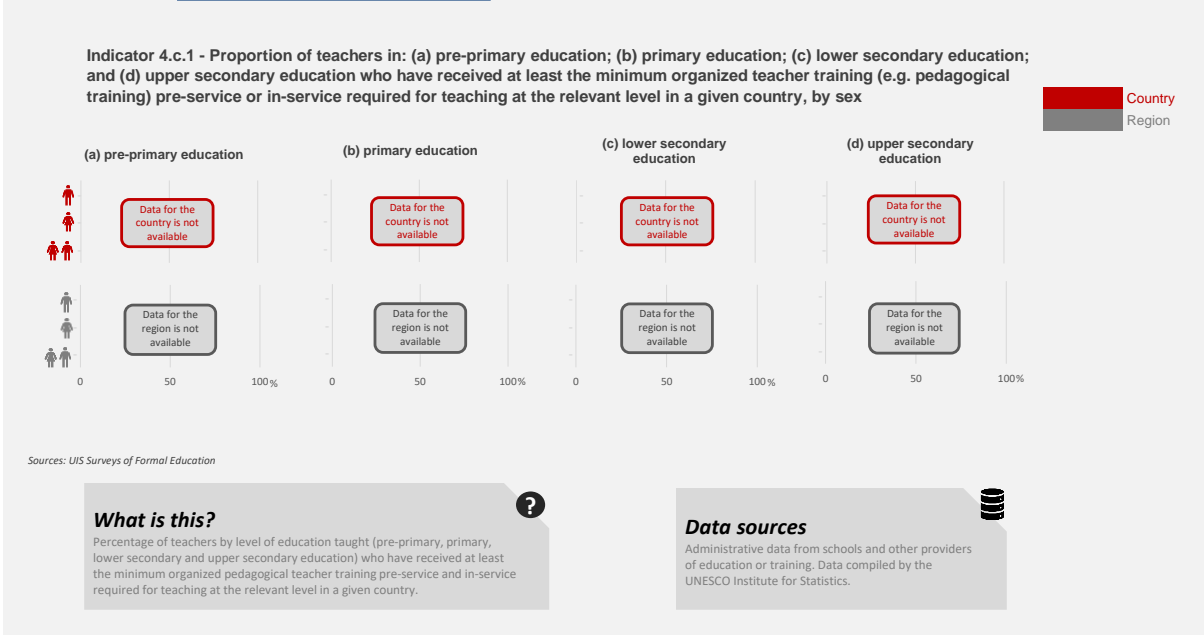 Indicator 4.c.1 - Proportion of teachers in: (a) pre-primary education; (b) primary education; (c) lower secondary education;
and (d) upper secondary education who have received at least the minimum organized teacher training (e.g. pedagogical
training) pre-service or in-service required for teaching at the relevant level in a given country, by sex
Country
Region
(a) pre-primary education
(b) primary education
(c) lower secondary
education
(d) upper secondary
education
Data for the
country is not
available
Data for the
country is not
available
Data for the
country is not
available
Data for the
country is not
available
Data for the
region is not
available
Data for the
region is not
available
Data for the
region is not
available
Data for the
region is not
available
0 50 100%
0 50 100%
0 50 100%
0 50 100%
Sources: UIS Surveys of Formal Education
What is this?
?
Percentage of teachers by level of education taught (pre-primary, primary,
lower secondary and upper secondary education) who have received at least
the minimum organized pedagogical teacher training pre-service and in-service
required for teaching at the relevant level in a given country.
Data sources
Administrative data from schools and other providers
of education or training. Data compiled by the
UNESCO Institute for Statistics.